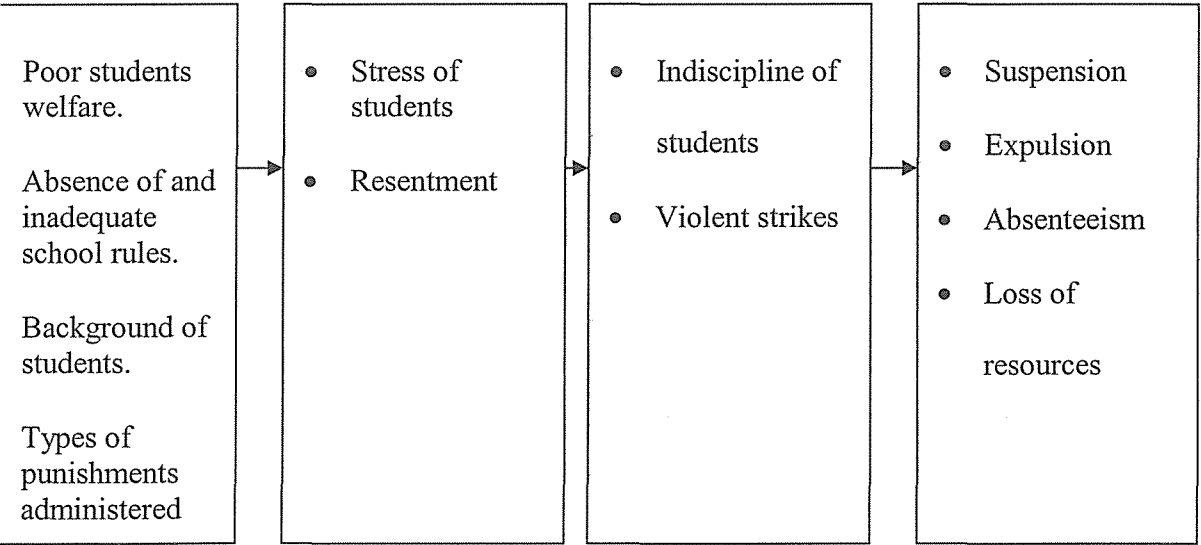 Poor students
welfare.
Absence of and
inadequate
school rules.
Background of
students.
Types of
punishments
administered
• Stress of
students
• Resentment
• Indiscipline of
students
• Violent strikes
• Suspension
• Expulsion
• Absenteeism
• Loss of
resources